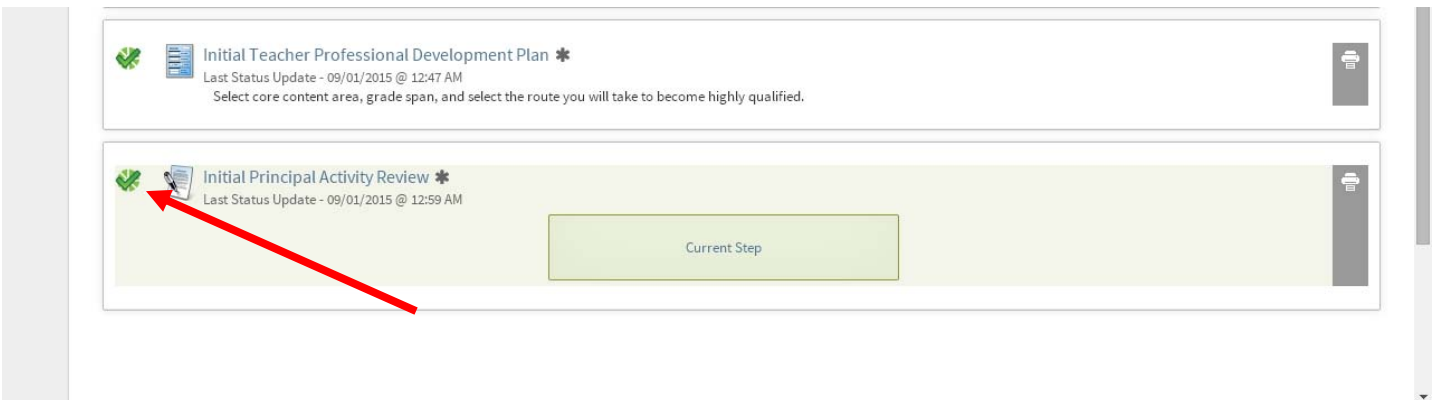 Initial Teacher Professional Development Plan ✱
Last Status Update - 09/01/2015 @ 12:47 AM
Select core content area, grade span, and select the route you will take to become highly qualified.
Initial Principal Activity Review ✱
Last Status Update - 09/01/2015 @ 12:59 AM
Current Step